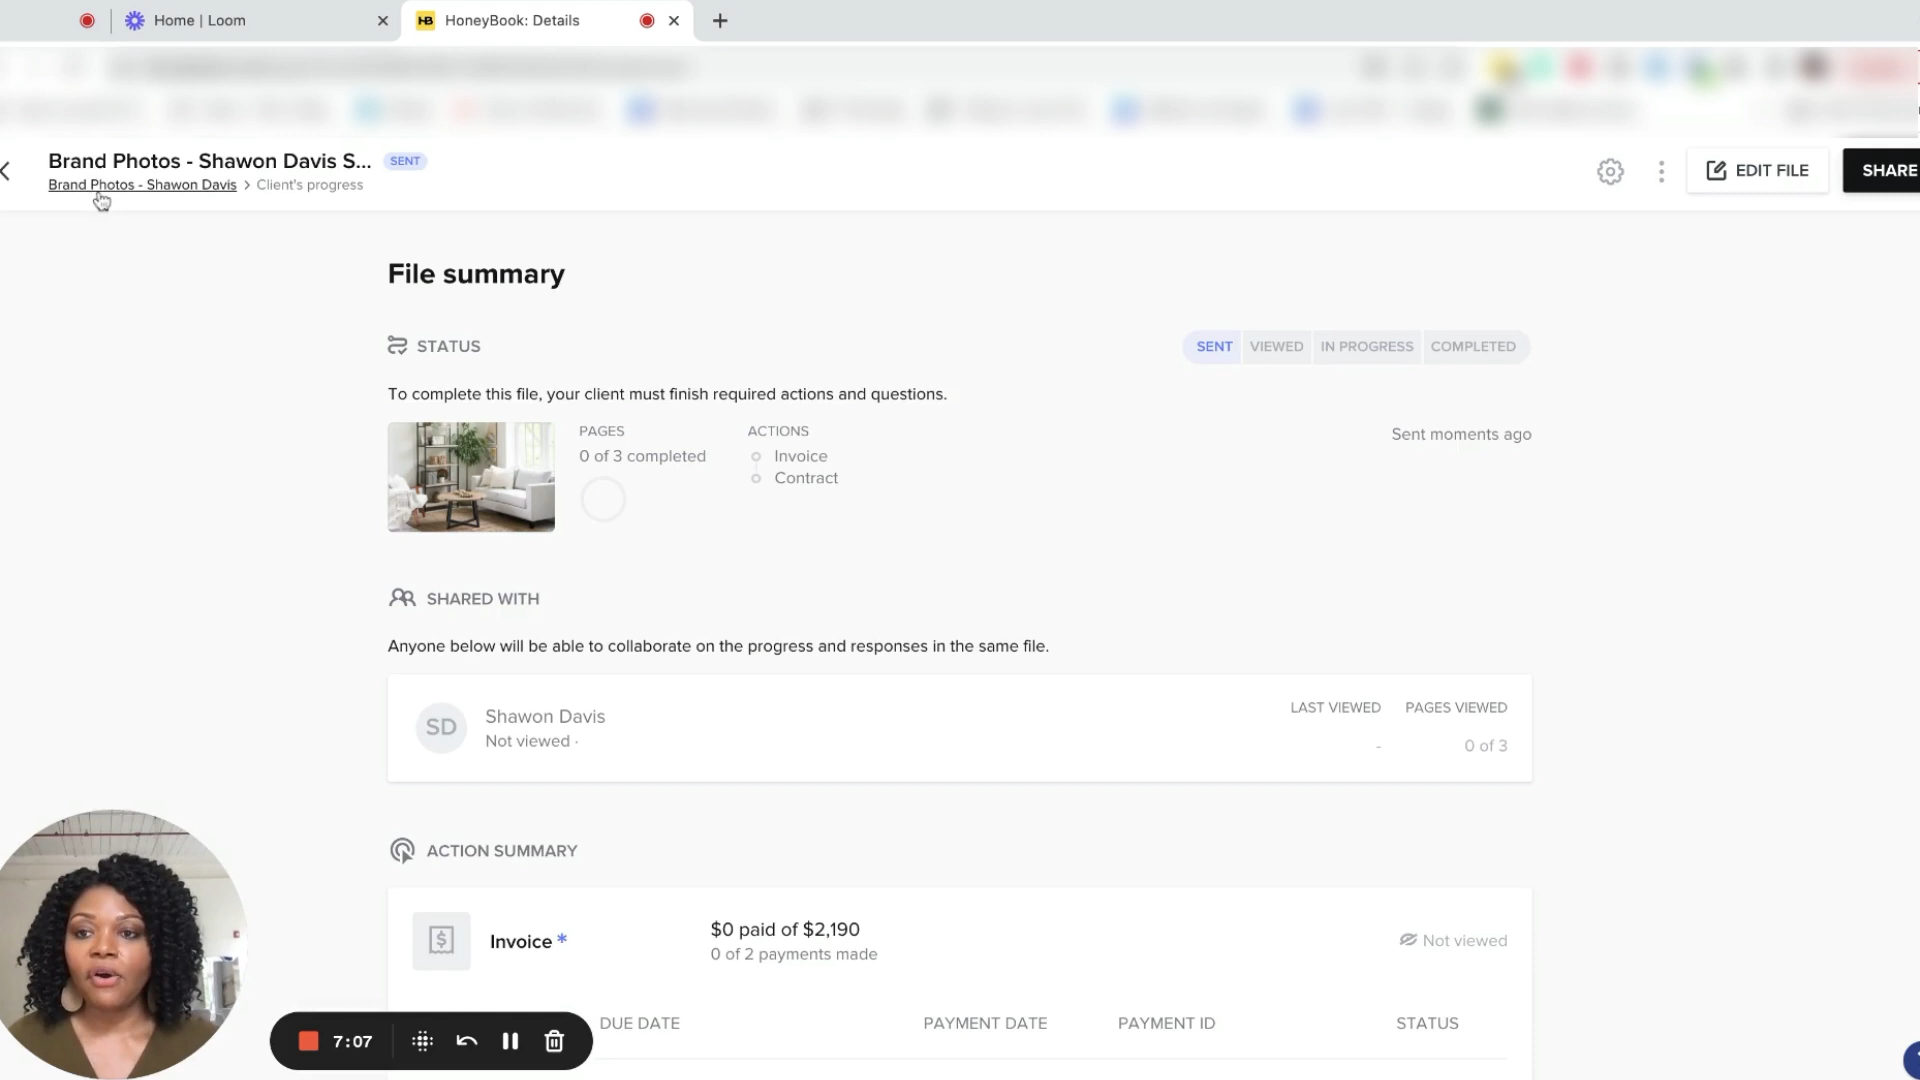 Home | Loom
HB
HoneyBook: Details
Brand Photos - Shawon Davis S...
SENT
Brand Photos - Shawon Davis > Client's progress
EDIT FILE
SHARE
File summary
STATUS
SENT
VIEWED
IN PROGRESS
COMPLETED
To complete this file, your client must finish required actions and questions.
PAGES
0 of 3 completed
ACTIONS
Invoice
Contract
Sent moments ago
SHARED WITH
Anyone below will be able to collaborate on the progress and responses in the same file.
SD
Shawon Davis
Not viewed ·
LAST VIEWED
-
PAGES VIEWED
0 of 3
ACTION SUMMARY
$
Invoice *
$0 paid of $2,190
0 of 2 payments made
Not viewed
7:07
DUE DATE
PAYMENT DATE
PAYMENT ID
STATUS